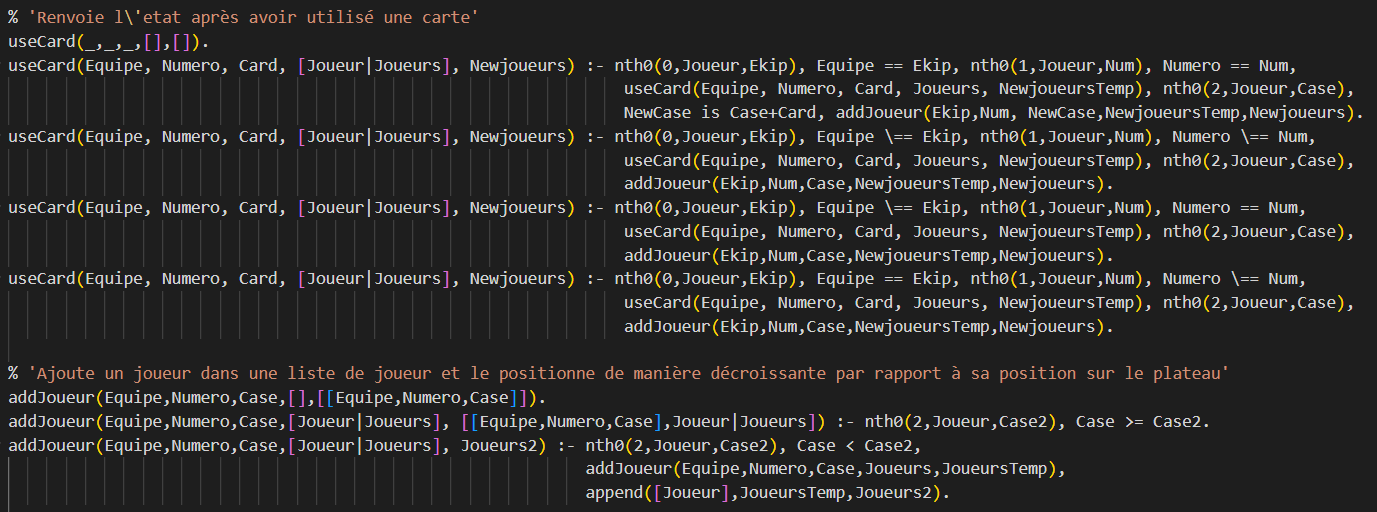 % 'Renvoie l\'etat après avoir utilisé une carte'
useCard(_,_,_,[],[]).
useCard(Equipe, Numero, Card, [Joueur|Joueurs], Newjoueurs) :- nth0(0,Joueur,Ekip), Equipe == Ekip, nth0(1,Joueur,Num), Numero == Num,
useCard(Equipe, Numero, Card, Joueurs, NewjoueursTemp), nth0(2,Joueur,Case),
NewCase is Case+Card, addJoueur(Ekip,Num, NewCase,NewjoueursTemp,Newjoueurs).
useCard(Equipe, Numero, Card, [Joueur|Joueurs], Newjoueurs) :- nth0(0,Joueur,Ekip), Equipe \== Ekip, nth0(1,Joueur,Num), Numero \== Num,
useCard(Equipe, Numero, Card, Joueurs, NewjoueursTemp), nth0(2,Joueur,Case),
addJoueur(Ekip,Num,Case,NewjoueursTemp,Newjoueurs).
useCard(Equipe, Numero, Card, [Joueur|Joueurs], Newjoueurs) :- nth0(0,Joueur,Ekip), Equipe \== Ekip, nth0(1,Joueur,Num), Numero == Num,
useCard(Equipe, Numero, Card, Joueurs, NewjoueursTemp), nth0(2,Joueur,Case),
addJoueur(Ekip,Num,Case,NewjoueursTemp,Newjoueurs).
useCard(Equipe, Numero, Card, [Joueur|Joueurs], Newjoueurs) :- nth0(0,Joueur,Ekip), Equipe == Ekip, nth0(1,Joueur,Num), Numero \== Num,
useCard(Equipe, Numero, Card, Joueurs, NewjoueursTemp), nth0(2,Joueur,Case),
addJoueur(Ekip,Num,Case,NewjoueursTemp,Newjoueurs).
% 'Ajoute un joueur dans une liste de joueur et le positionne de manière décroissante par rapport à sa position sur le plateau'
addJoueur(Equipe,Numero,Case,[],[[Equipe,Numero,Case]]).
addJoueur(Equipe,Numero,Case,[Joueur|Joueurs], [[Equipe,Numero,Case],Joueur|Joueurs]) :- nth0(2,Joueur,Case2), Case >= Case2.
addJoueur(Equipe,Numero,Case,[Joueur|Joueurs], Joueurs2) :- nth0(2,Joueur,Case2), Case < Case2,
addJoueur(Equipe,Numero,Case,Joueurs,JoueursTemp),
append([Joueur],JoueursTemp,Joueurs2).